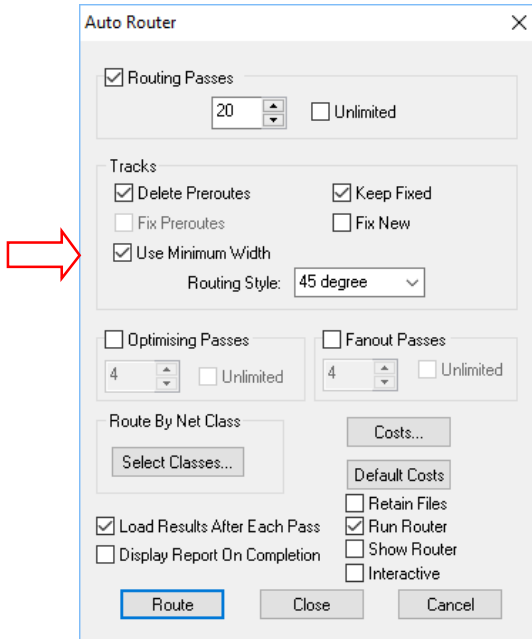 Auto Router
Routing Passes
20 Unlimited
Tracks
Delete Preroutes Keep Fixed
Fix Preroutes Fix New
Use Minimum Width
Routing Style: 45 degree
Optimising Passes Fanout Passes
4 Unlimited 4 Unlimited
Route By Net Class
Costs...
Select Classes...
Default Costs
Retain Files
Load Results After Each Pass Run Router
Display Report On Completion Show Router
Interactive
Route Close Cancel